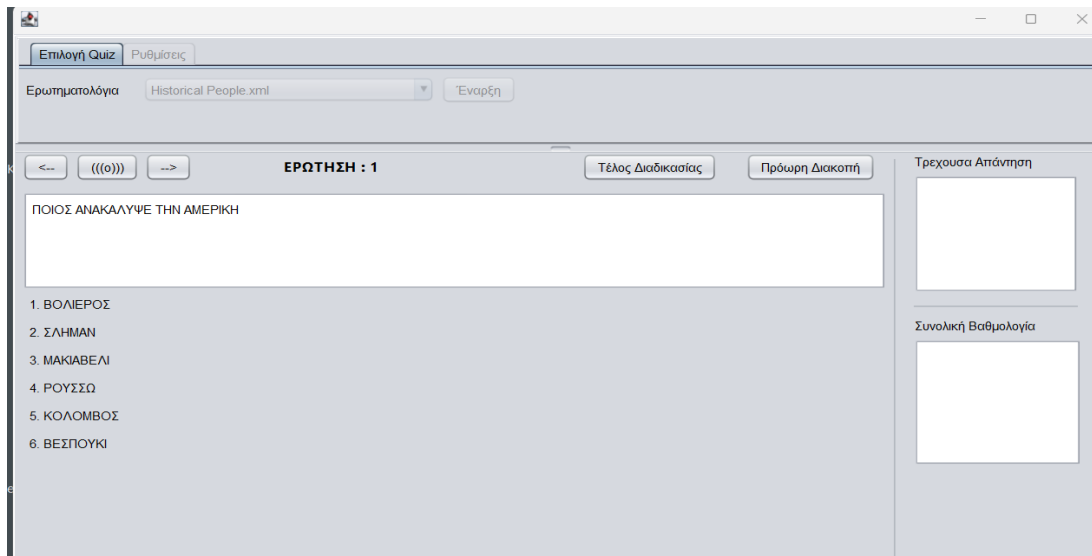 Επιλογή Quiz Ρυθμίσεις
Ερωτηματολόγια Historical People.xml Έναρξη
<-- (((o))) --> ΕΡΩΤΗΣΗ : 1 Τέλος Διαδικασίας Πρόωρη Διακοπή
ΠΟΙΟΣ ΑΝΑΚΑΛΥΨΕ ΤΗΝ ΑΜΕΡΙΚΗ
1. ΒΟΛΙΕΡΟΣ
2. ΣΛΗΜΑΝ
3. ΜΑΚΙΑΒΕΛΙ
4. ΡΟΥΣΣΩ
5. ΚΟΛΟΜΒΟΣ
6. ΒΕΣΠΟΥΚΙ
Τρεχουσα Απάντηση
Συνολική Βαθμολογία